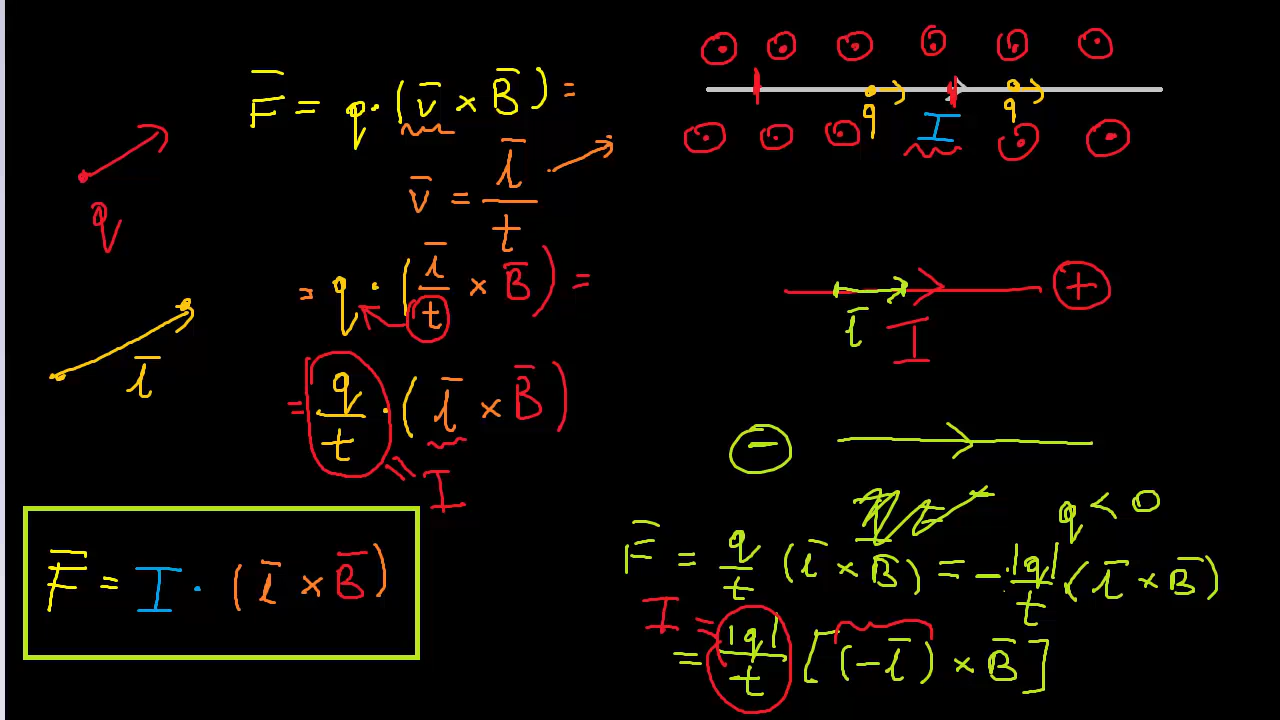 F̄ = q · (v̄ × B̄) =
v̄ = l̄ / t
= q · (l̄ / t × B̄) =
= q / t · (l̄ × B̄)
= I
F̄ = I · (l̄ × B̄)
q
l̄
q
I
q
l̄
I
+
−
q < 0
F̄ = q / t (l̄ × B̄) = − |q| / t (l̄ × B̄)
I =
= |q| / t [(−l̄) × B̄]